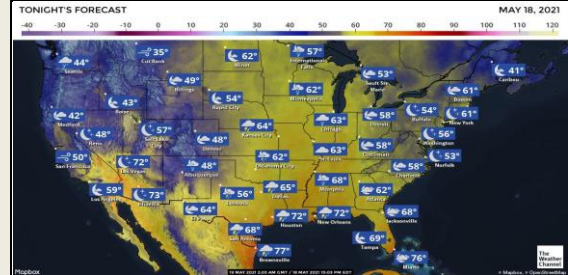 TONIGHT'S FORECAST
MAY 18, 2021
-40 -30 -20 -10 0 10 20 30 40 50 60 70 80 90 100 110 120
44° Seattle
35° Cut Bank
62° Minot
57° International Falls
53° Sault Ste. Marie
41° Caribou
49° Billings
54° Rapid City
62° Minneapolis
61° Boston
42° Medford
43° Boise
58° Detroit
54° Buffalo
61° New York
48° Reno
57° Salt Lake
48° Denver
64° Kansas City
63° Chicago
56° Washington
50° San Francisco
72° Las Vegas
48° Albuquerque
62° Oklahoma City
63° St. Louis
58° Cincinnati
53° Norfolk
58° Charlotte
59° Los Angeles
73° Phoenix
56° Lubbock
65° Dallas
68° Memphis
62° Atlanta
64° El Paso
68° San Antonio
72° Houston
72° New Orleans
68° Jacksonville
77° Brownsville
69° Tampa
76° Miami
The Weather Channel
Mapbox
© Mapbox, © OpenStreetMap